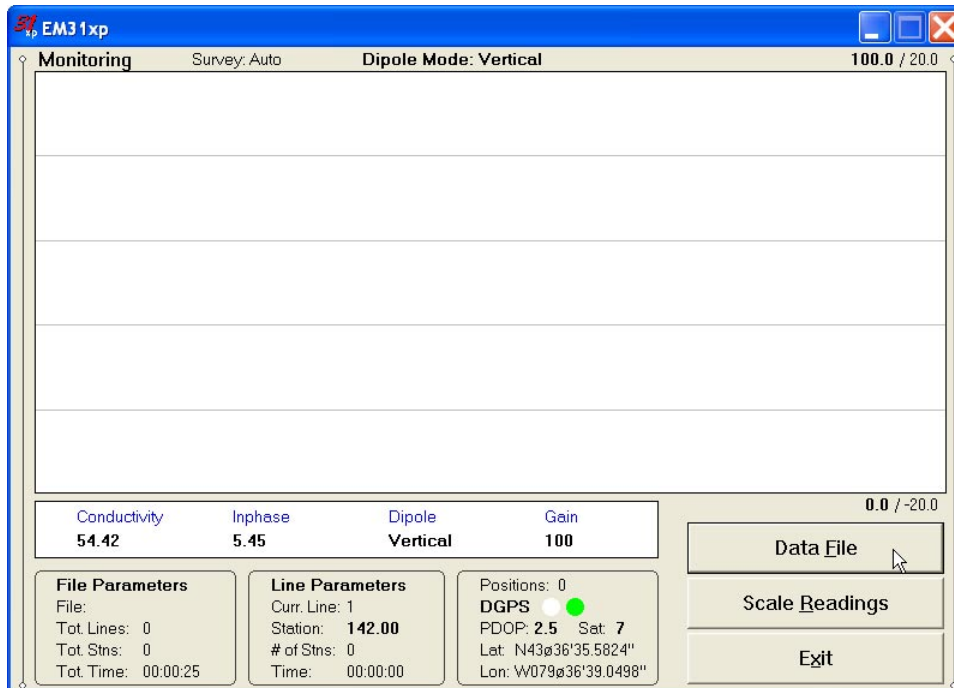 31xp EM31xp
Monitoring Survey: Auto Dipole Mode: Vertical 100.0 / 20.0
0.0 / -20.0
Conductivity Inphase Dipole Gain
54.42 5.45 Vertical 100
Data File
Scale Readings
Exit
File Parameters
File:
Tot. Lines: 0
Tot. Stns: 0
Tot. Time: 00:00:25
Line Parameters
Curr. Line: 1
Station: 142.00
# of Stns: 0
Time: 00:00:00
Positions: 0
DGPS
PDOP: 2.5 Sat: 7
Lat: N43ø36'35.5824"
Lon: W079ø36'39.0498"